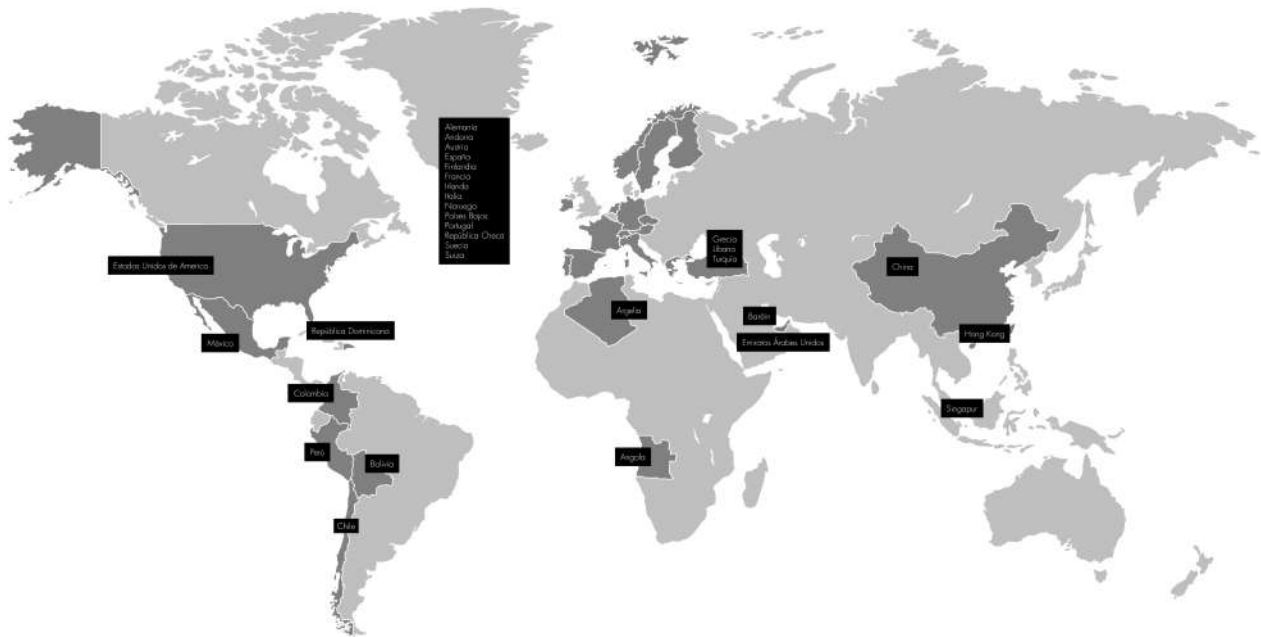 Alemania
Andorra
Austria
España
Finlandia
Francia
Irlanda
Italia
Noruega
Países Bajos
Portugal
República Checa
Suecia
Suiza
Grecia
Líbano
Turquía
Estados Unidos de America
China
Argelia
Baréin
República Dominicana
Hong Kong
México
Emiratos Árabes Unidos
Colombia
Singapur
Perú
Bolivia
Angola
Chile